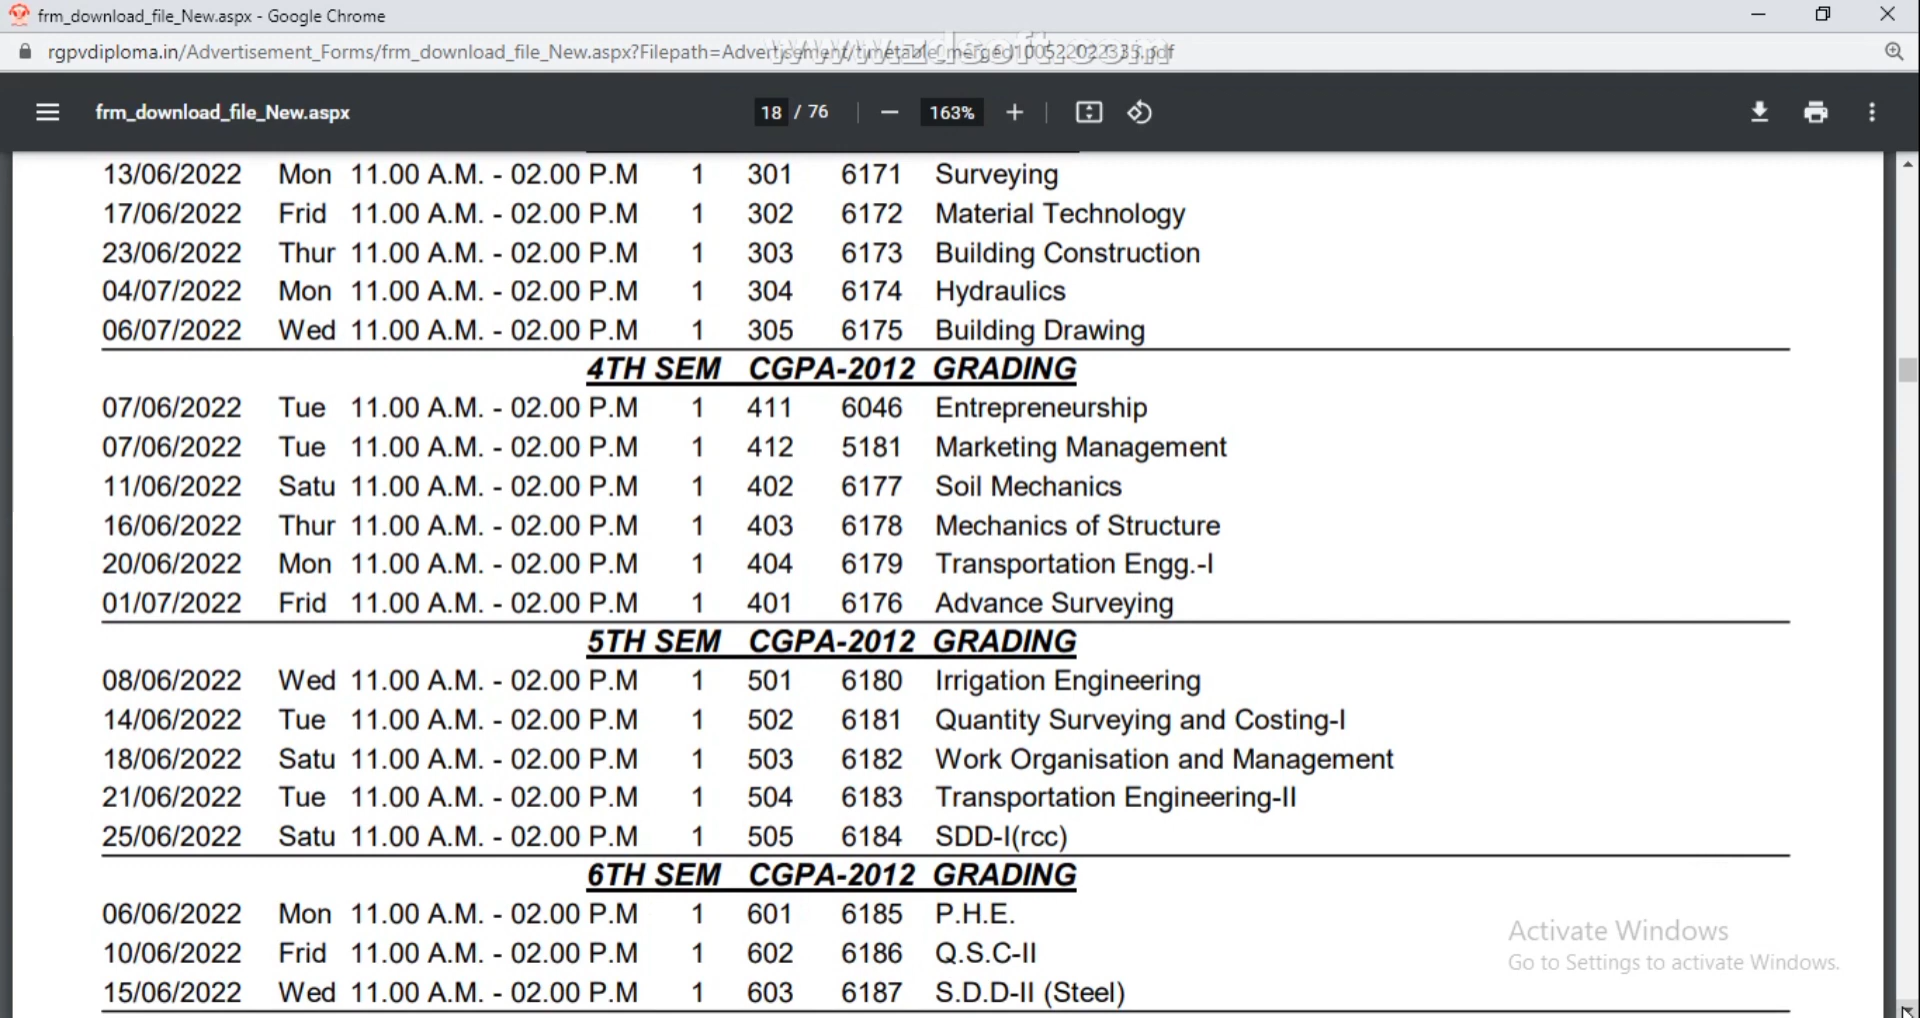 frm_download_file_New.aspx - Google Chrome
rgpvdiploma.in/Advertisement_Forms/frm_download_file_New.aspx?Filepath=Advertisement/timetable_merged100522022335.pdf
www.zdsoft.com
frm_download_file_New.aspx 18 / 76 163%
13/06/2022 Mon 11.00 A.M. - 02.00 P.M 1 301 6171 Surveying
17/06/2022 Frid 11.00 A.M. - 02.00 P.M 1 302 6172 Material Technology
23/06/2022 Thur 11.00 A.M. - 02.00 P.M 1 303 6173 Building Construction
04/07/2022 Mon 11.00 A.M. - 02.00 P.M 1 304 6174 Hydraulics
06/07/2022 Wed 11.00 A.M. - 02.00 P.M 1 305 6175 Building Drawing
4TH SEM CGPA-2012 GRADING
07/06/2022 Tue 11.00 A.M. - 02.00 P.M 1 411 6046 Entrepreneurship
07/06/2022 Tue 11.00 A.M. - 02.00 P.M 1 412 5181 Marketing Management
11/06/2022 Satu 11.00 A.M. - 02.00 P.M 1 402 6177 Soil Mechanics
16/06/2022 Thur 11.00 A.M. - 02.00 P.M 1 403 6178 Mechanics of Structure
20/06/2022 Mon 11.00 A.M. - 02.00 P.M 1 404 6179 Transportation Engg.-I
01/07/2022 Frid 11.00 A.M. - 02.00 P.M 1 401 6176 Advance Surveying
5TH SEM CGPA-2012 GRADING
08/06/2022 Wed 11.00 A.M. - 02.00 P.M 1 501 6180 Irrigation Engineering
14/06/2022 Tue 11.00 A.M. - 02.00 P.M 1 502 6181 Quantity Surveying and Costing-I
18/06/2022 Satu 11.00 A.M. - 02.00 P.M 1 503 6182 Work Organisation and Management
21/06/2022 Tue 11.00 A.M. - 02.00 P.M 1 504 6183 Transportation Engineering-II
25/06/2022 Satu 11.00 A.M. - 02.00 P.M 1 505 6184 SDD-I(rcc)
6TH SEM CGPA-2012 GRADING
06/06/2022 Mon 11.00 A.M. - 02.00 P.M 1 601 6185 P.H.E.
10/06/2022 Frid 11.00 A.M. - 02.00 P.M 1 602 6186 Q.S.C-II
15/06/2022 Wed 11.00 A.M. - 02.00 P.M 1 603 6187 S.D.D-II (Steel)
Activate Windows
Go to Settings to activate Windows.